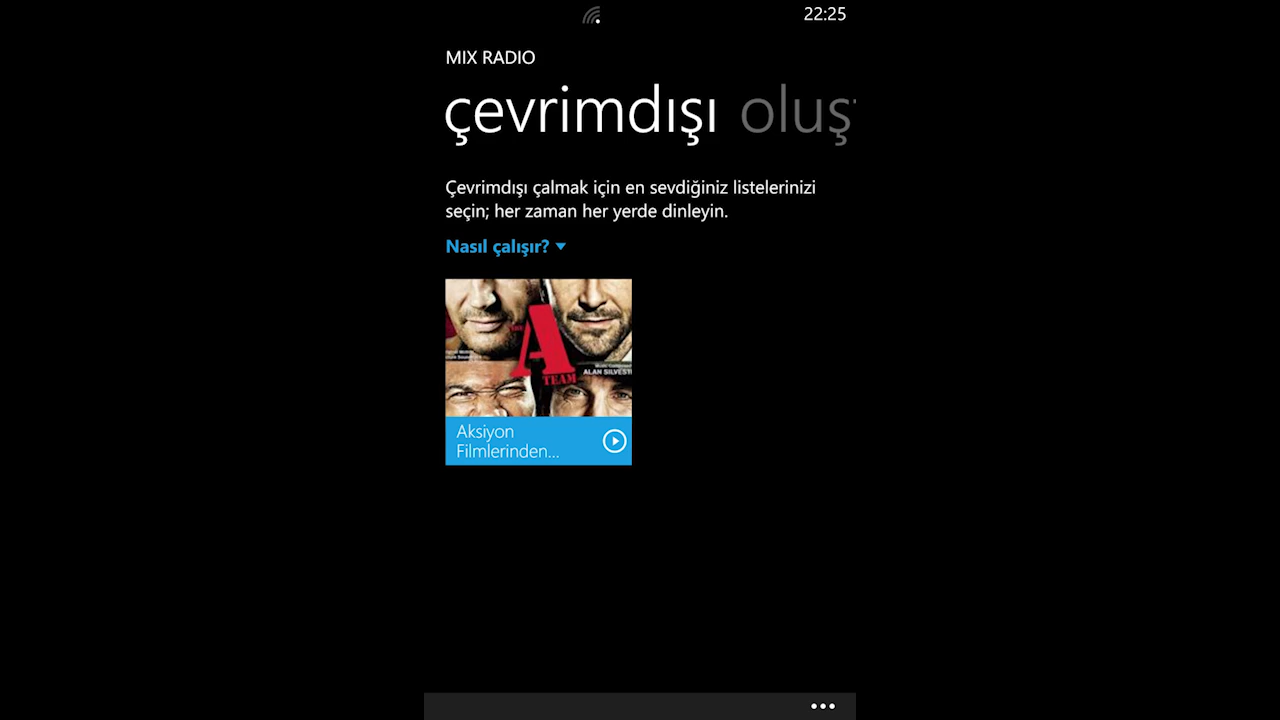 22:25
MIX RADIO
çevrimdışı oluş
Çevrimdışı çalmak için en sevdiğiniz listelerinizi
seçin; her zaman her yerde dinleyin.
Nasıl çalışır?
A
TEAM
ALAN SILVEST
Aksiyon
Filmlerinden...